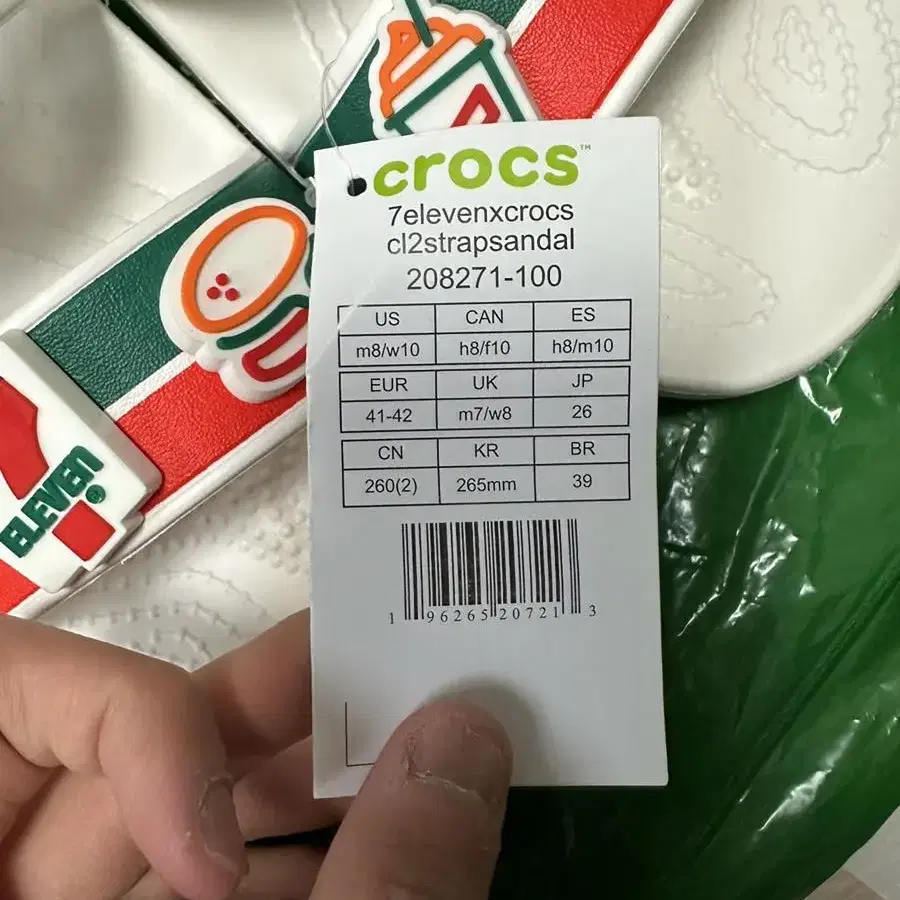 crocs™
7elevenxcrocs
cl2strapsandal
208271-100
US CAN ES
m8/w10 h8/f10 h8/m10
EUR UK JP
41-42 m7/w8 26
CN KR BR
260(2) 265mm 39
1 96265 20721 3
ELEVEN®